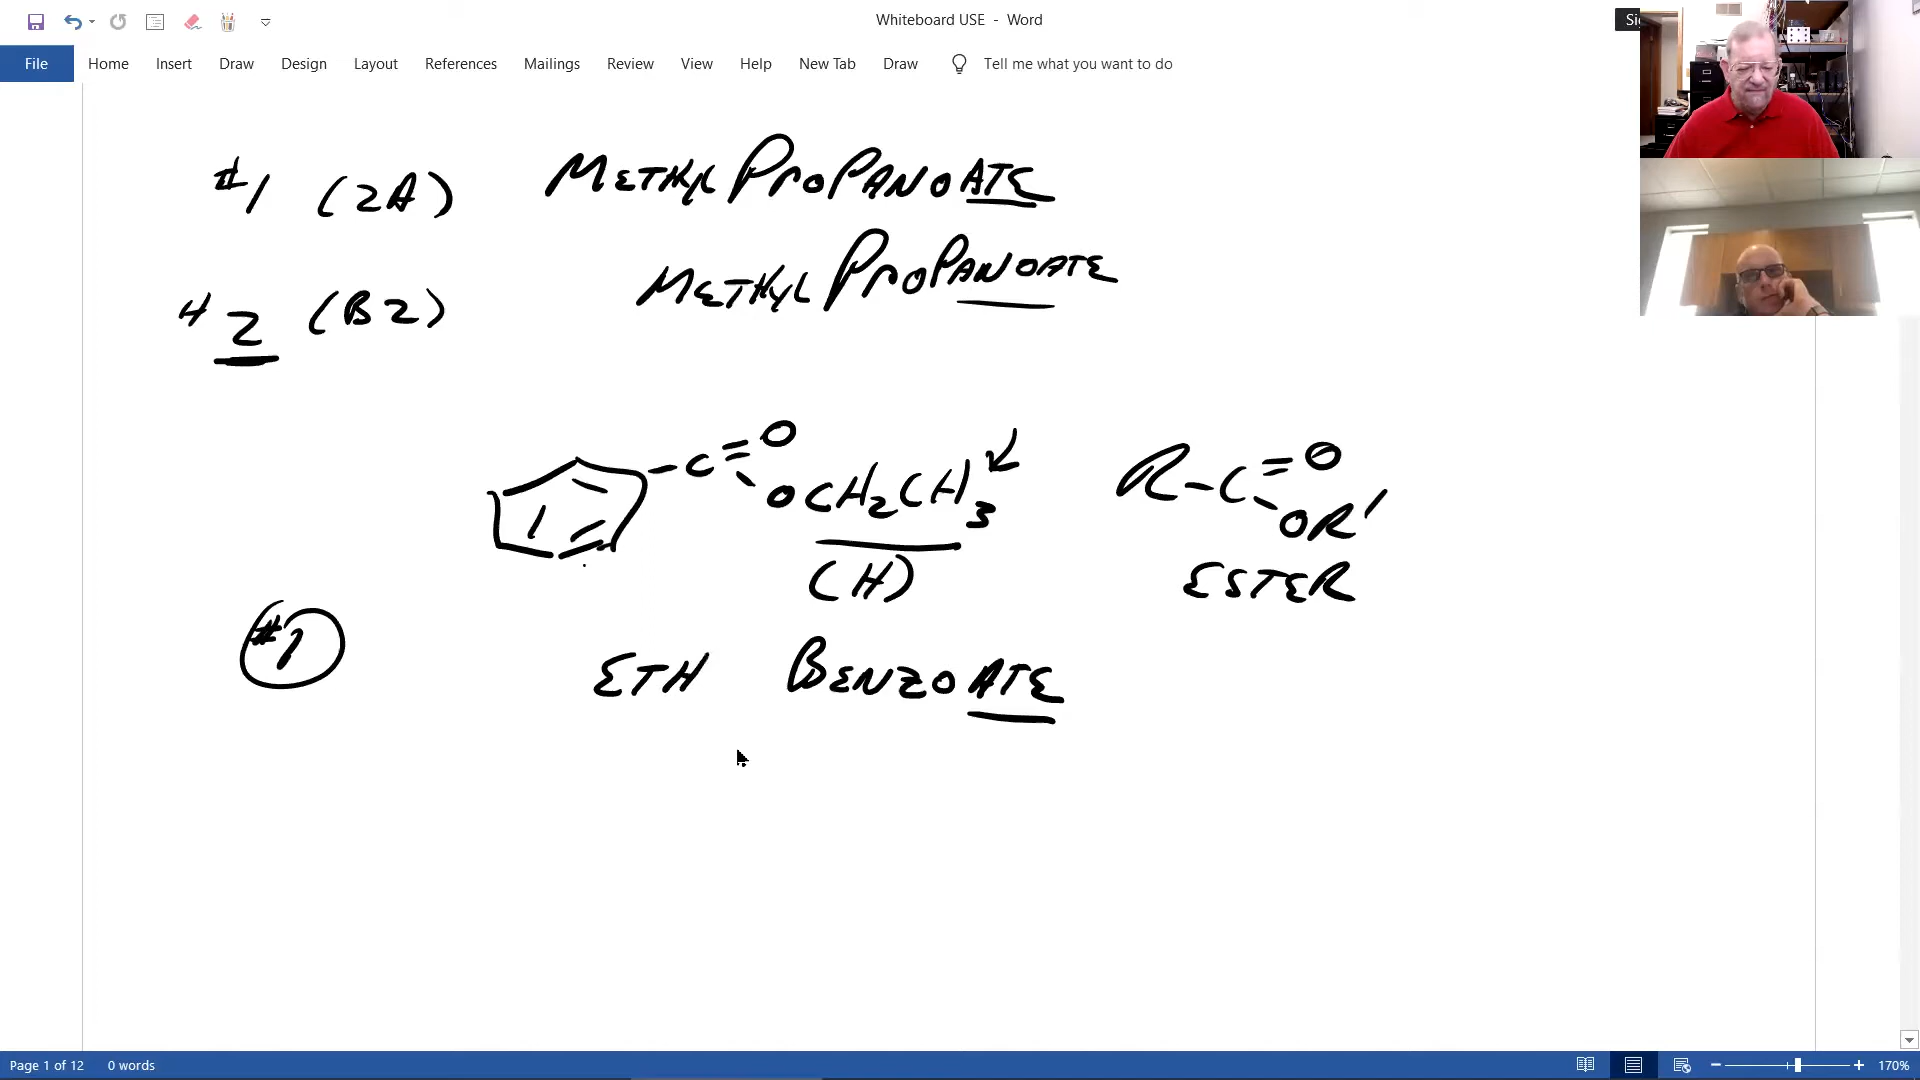 Whiteboard USE - Word
File Home Insert Draw Design Layout References Mailings Review View Help New Tab Draw Tell me what you want to do
#1 (2A) METHYL PROPANOATE
METHYL PROPANOATE
#2 (B2)
-C=O
OCH2CH3
(H)
R-C=O
OR'
ESTER
#1
ETH BENZOATE
Page 1 of 12 0 words 170%